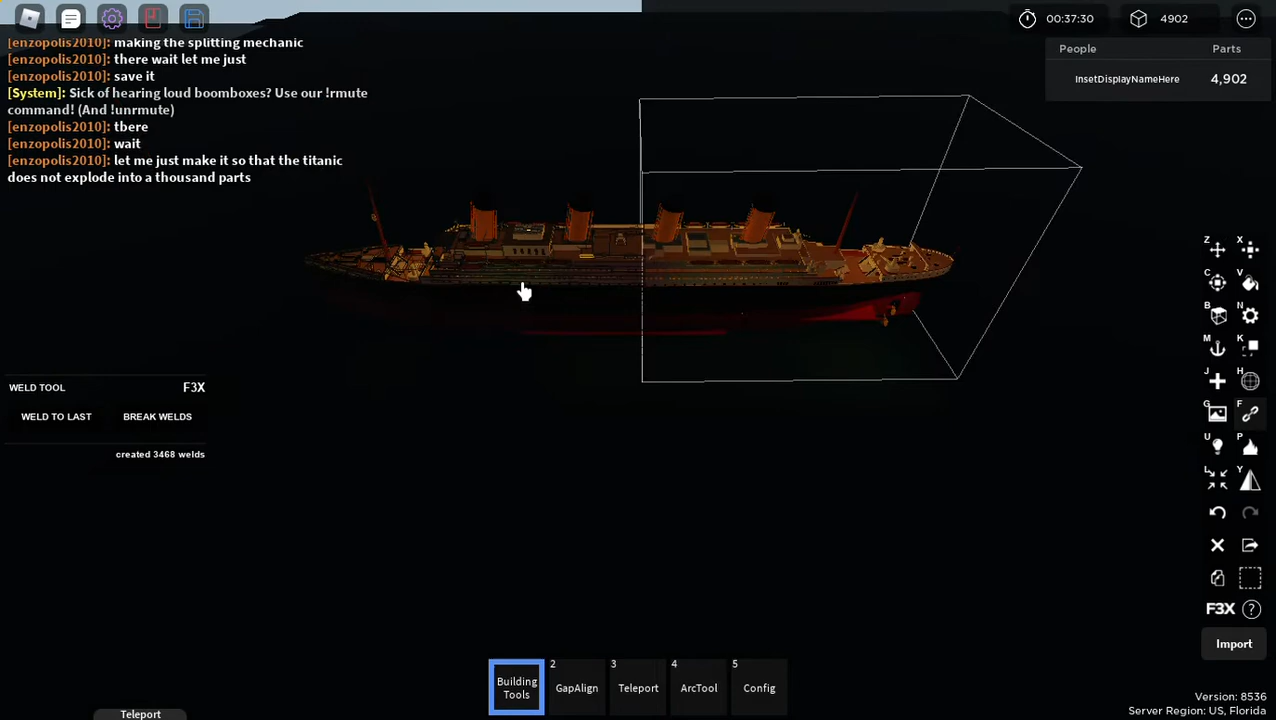 00:37:30
4902
[enzopolis2010]: making the splitting mechanic
[enzopolis2010]: there wait let me just
[enzopolis2010]: save it
[System]: Sick of hearing loud boomboxes? Use our !rmute
command! (And !unrmute)
[enzopolis2010]: tbere
[enzopolis2010]: wait
[enzopolis2010]: let me just make it so that the titanic
does not explode into a thousand parts
People Parts
InsetDisplayNameHere 4,902
Z X
C V
B N
M K
J H
G F
U P
L Y
WELD TOOL F3X
WELD TO LAST BREAK WELDS
created 3468 welds
F3X ?
Import
Building
Tools
2 GapAlign
3 Teleport
4 ArcTool
5 Config
Version: 8536
Server Region: US, Florida
Teleport